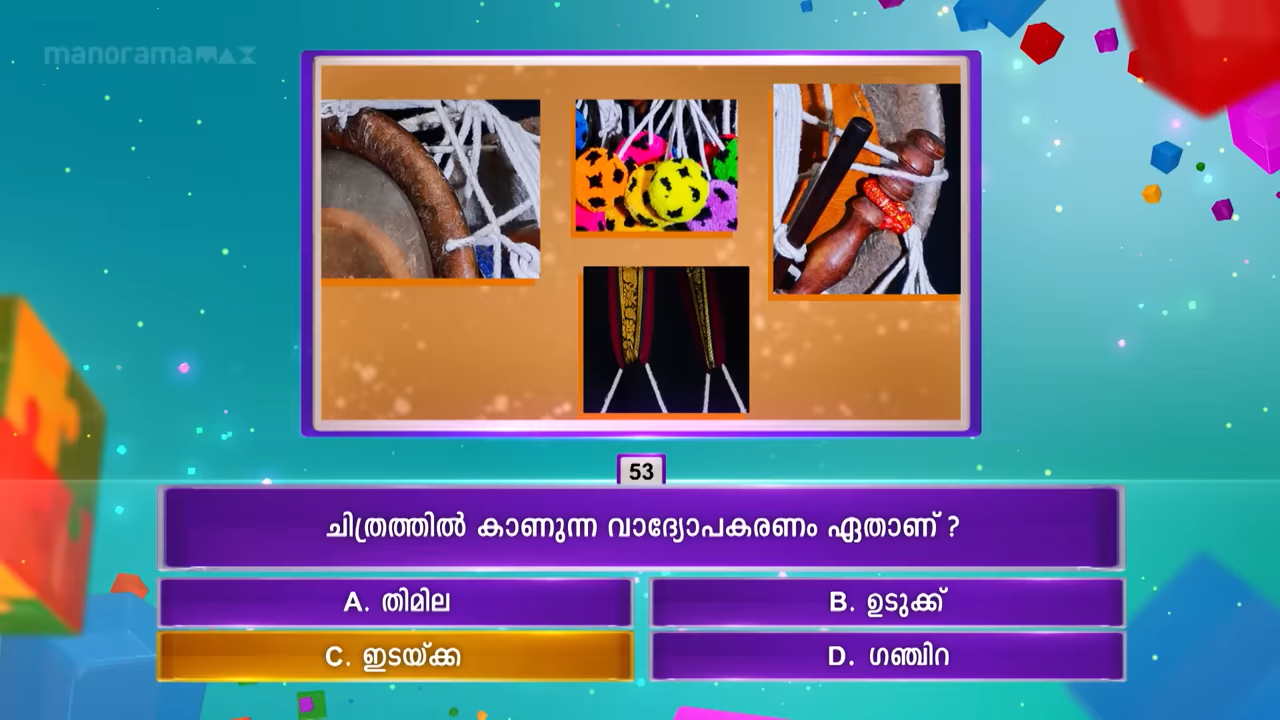 manoramaMAX
53
ചിത്രത്തിൽ കാണുന്ന വാദ്യോപകരണം ഏതാണ് ?
A. തിമില
B. ഉടുക്ക്
C. ഇടയ്ക്ക
D. ഗഞ്ചിറ